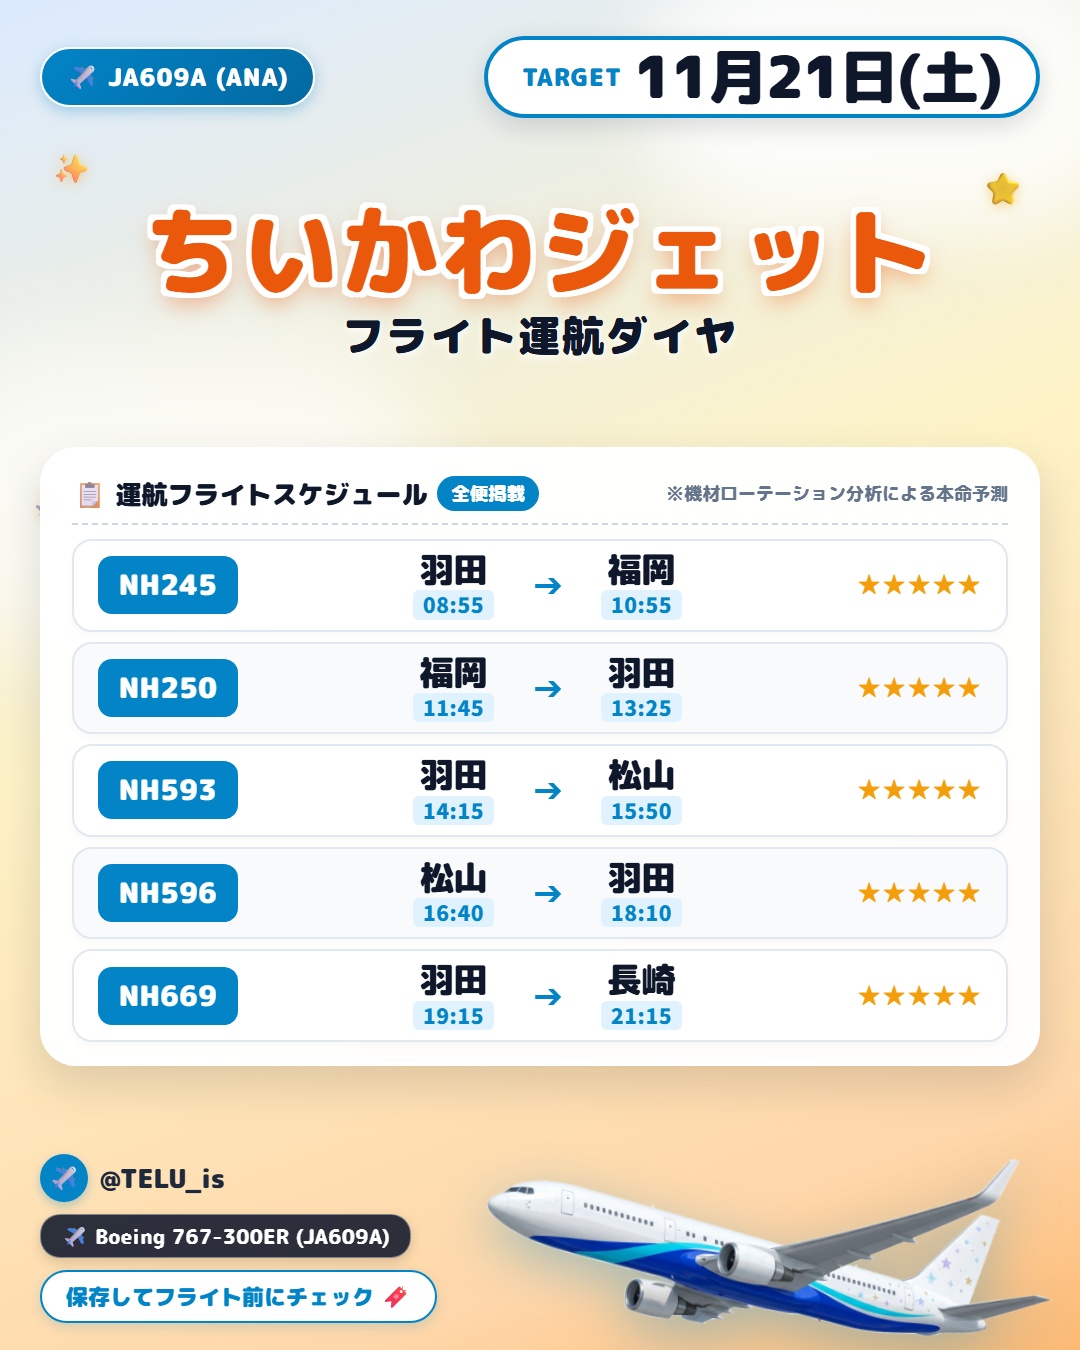 JA609A (ANA)
TARGET 11月21日(土)
ちいかわジェット
フライト運航ダイヤ
運航フライトスケジュール 全便掲載 ※機材ローテーション分析による本命予測
NH245 羽田 08:55 → 福岡 10:55 ★★★★★
NH250 福岡 11:45 → 羽田 13:25 ★★★★★
NH593 羽田 14:15 → 松山 15:50 ★★★★★
NH596 松山 16:40 → 羽田 18:10 ★★★★★
NH669 羽田 19:15 → 長崎 21:15 ★★★★★
@TELU_is
Boeing 767-300ER (JA609A)
保存してフライト前にチェック